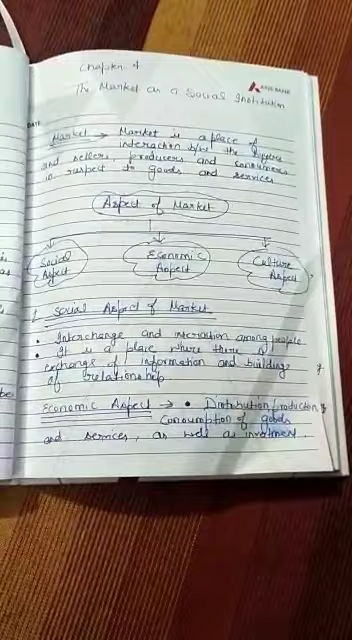 Chapter 4
The Market as a Social Institution
AXIS BANK
DATE
Market → Market is a place of
interaction b/w the buyers
and sellers, producers and consumers
in respect to goods and services
Aspect of Market
Social Aspect
Economic Aspect
Culture Aspect
1 Social Aspect of Market
• Interchange and interaction among people
• It is a place where there is
exchange of information and building
of relationship
Economic Aspect → • Distribution, production &
Consumption of goods
and services, as well as investment.